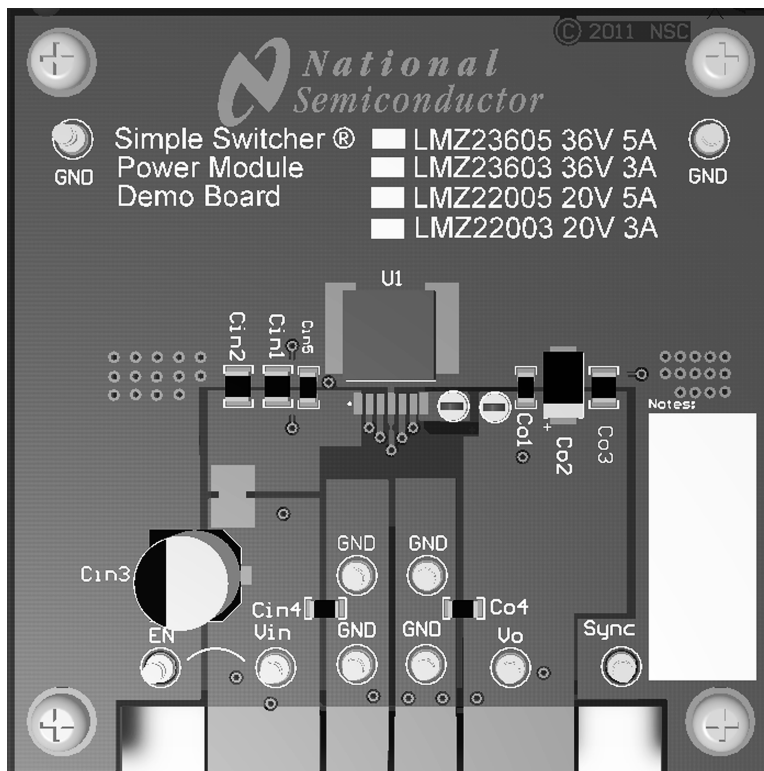 © 2011 NSC
National
Semiconductor
Simple Switcher ®
Power Module
Demo Board
LMZ23605 36V 5A
LMZ23603 36V 3A
LMZ22005 20V 5A
LMZ22003 20V 3A
GND
GND
U1
Cin2
Cin1
Cin5
Co1
Co2
+
Co3
Notes:
GND
GND
Cin3
Cin4
Co4
EN
Vin
GND
GND
Vo
Sync